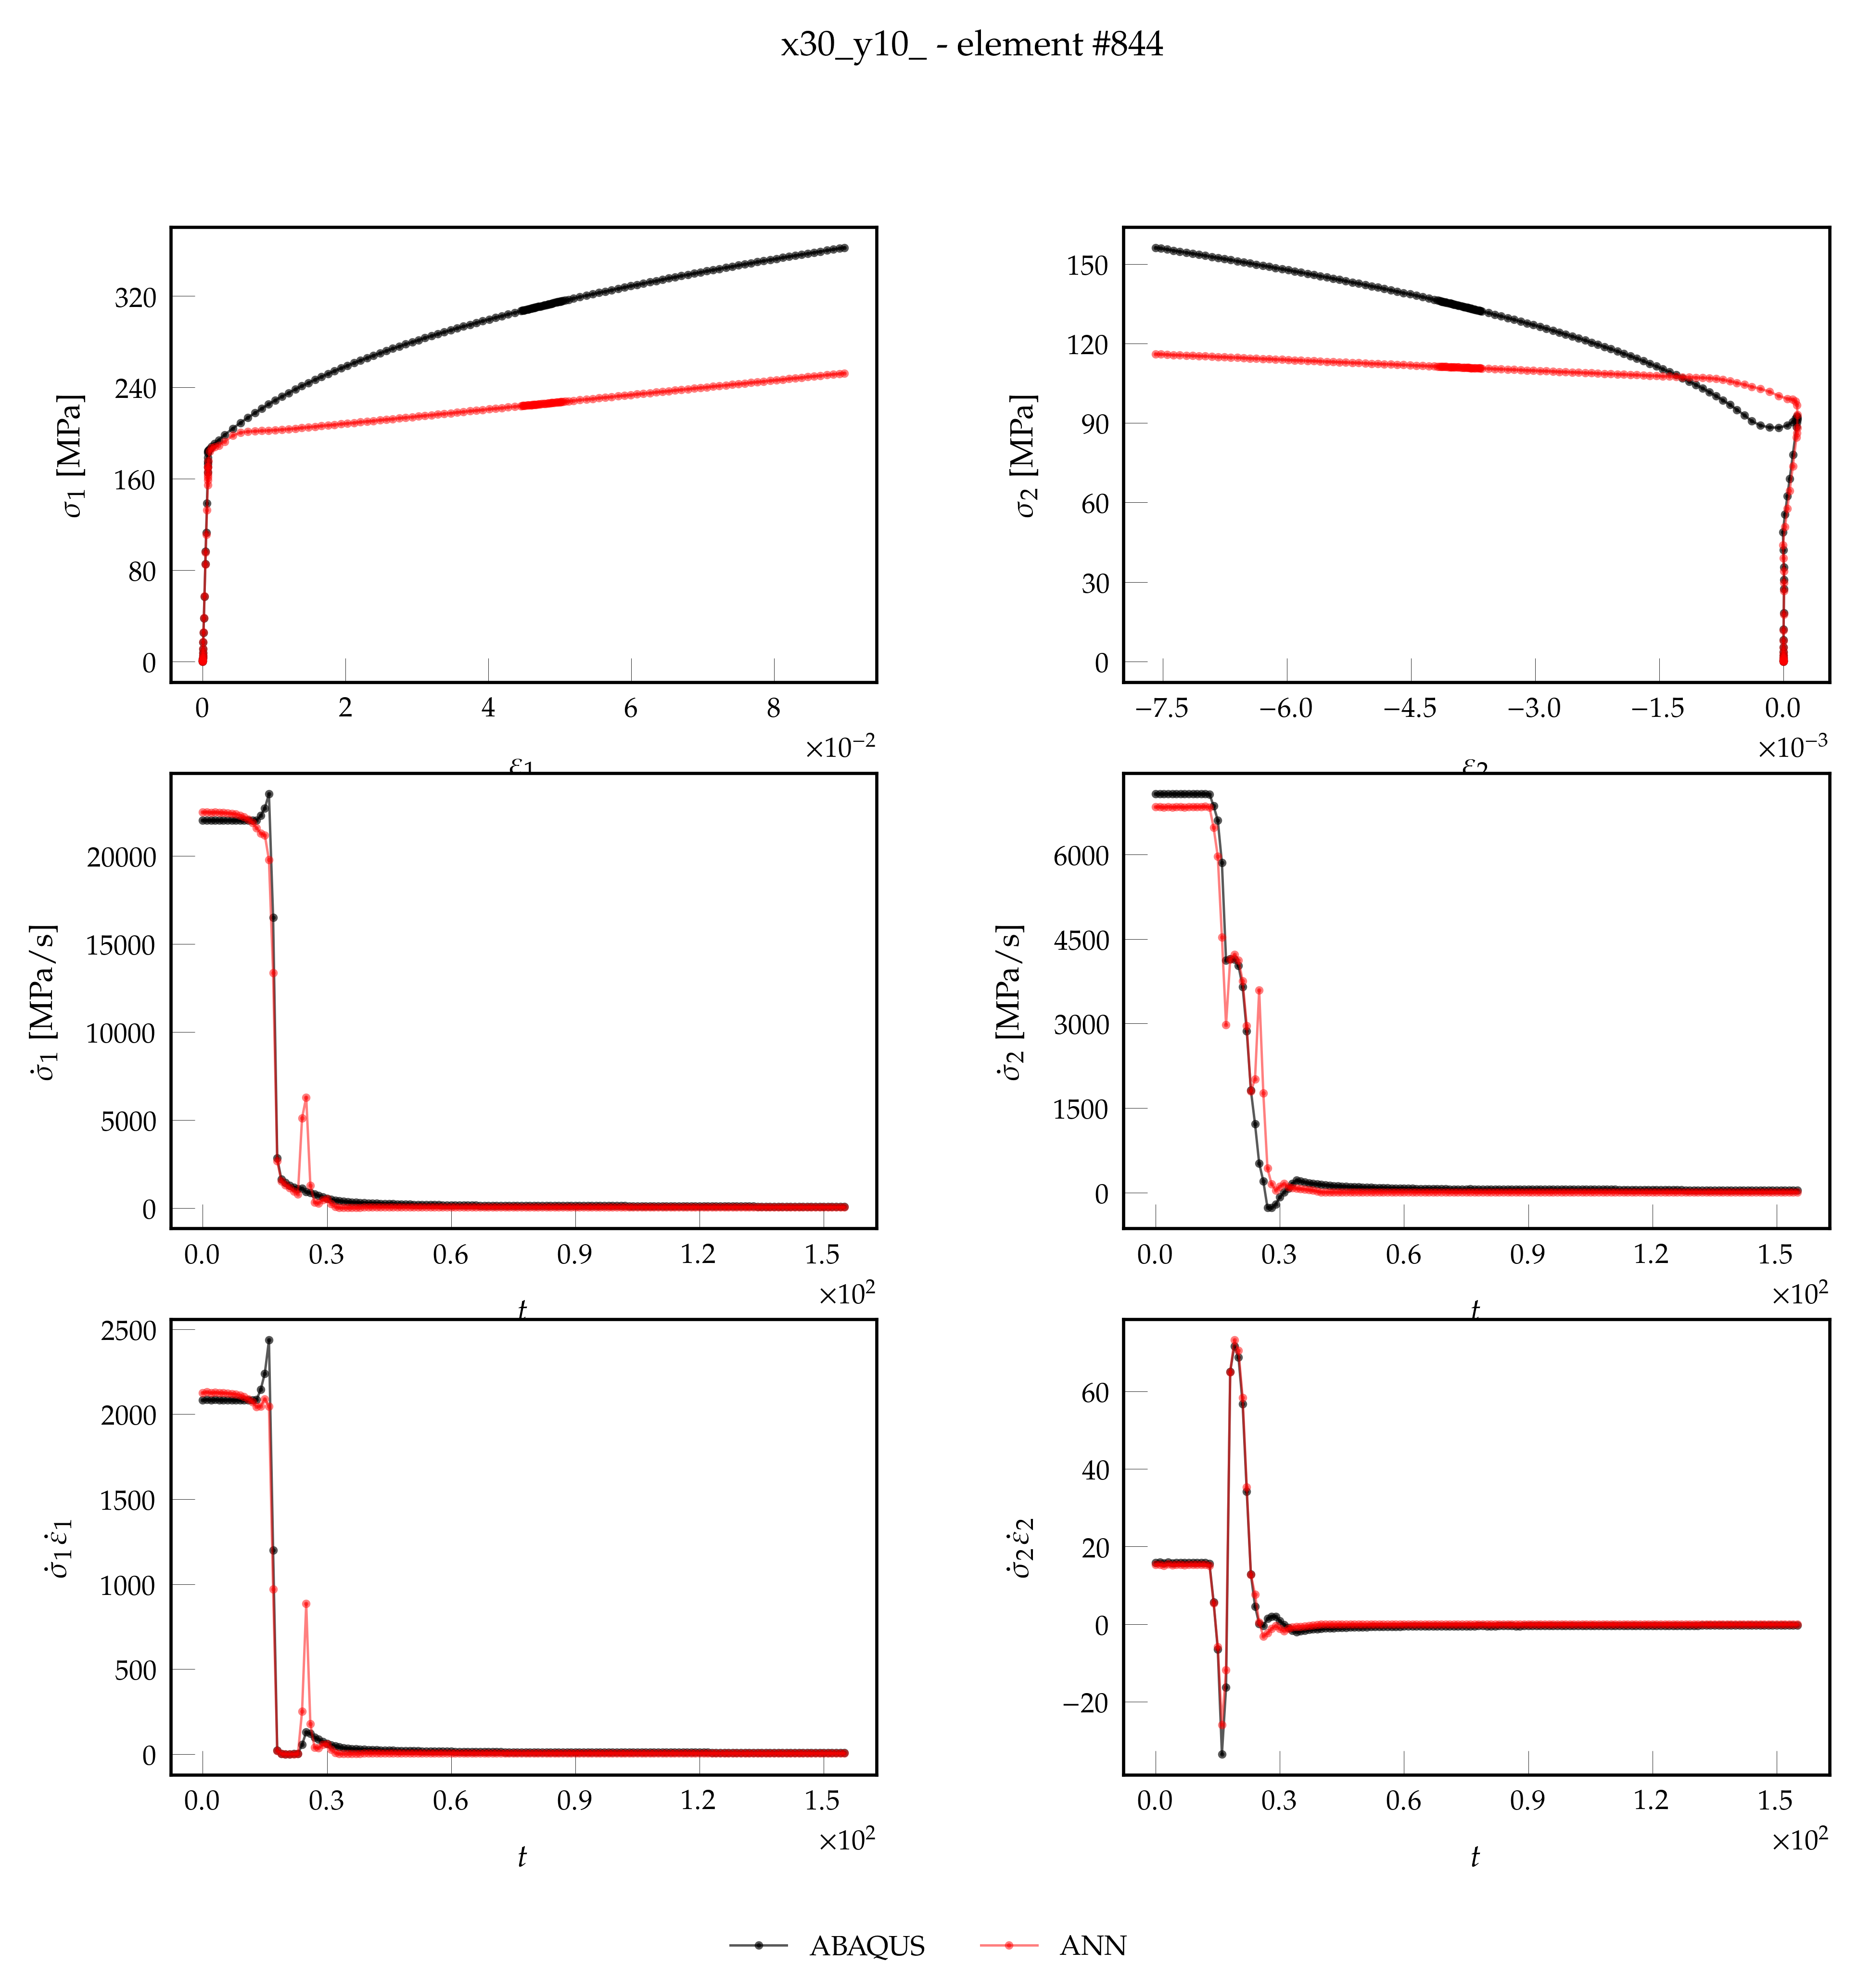 x30_y10_ - element #844
σ₁ [MPa]
320
240
160
80
0
0 2 4 6 8
×10⁻²
ε₁
σ₂ [MPa]
150
120
90
60
30
0
−7.5 −6.0 −4.5 −3.0 −1.5 0.0
×10⁻³
ε₂
σ̇₁ [MPa/s]
20000
15000
10000
5000
0
0.0 0.3 0.6 0.9 1.2 1.5
×10²
t
σ̇₂ [MPa/s]
6000
4500
3000
1500
0
0.0 0.3 0.6 0.9 1.2 1.5
×10²
t
σ̇₁ε̇₁
2500
2000
1500
1000
500
0
0.0 0.3 0.6 0.9 1.2 1.5
×10²
t
σ̇₂ε̇₂
60
40
20
0
−20
0.0 0.3 0.6 0.9 1.2 1.5
×10²
t
ABAQUS ANN